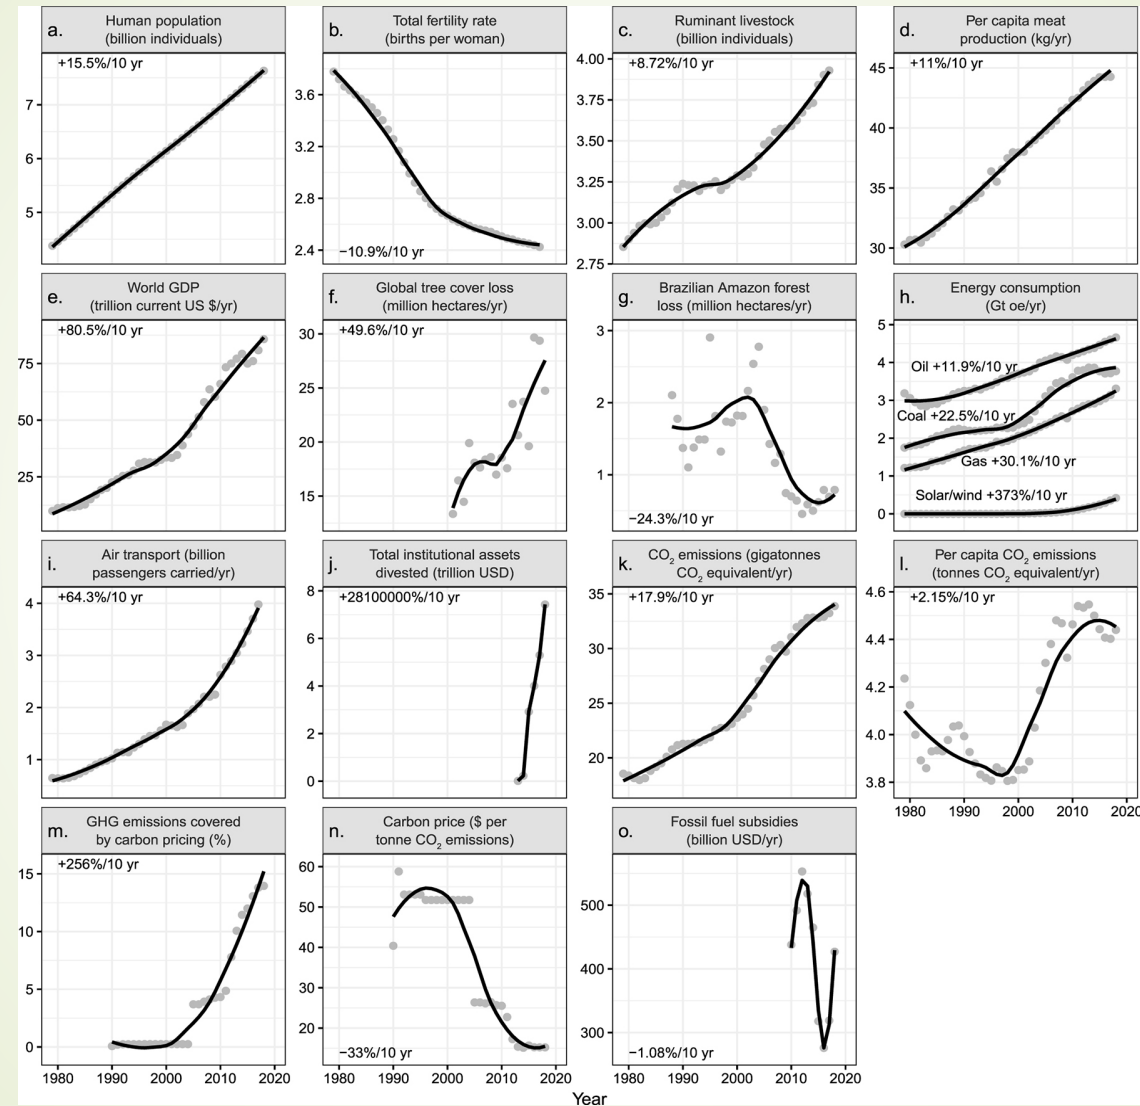 a.
Human population
(billion individuals)
+15.5%/10 yr
7
6
5
b.
Total fertility rate
(births per woman)
−10.9%/10 yr
3.6
3.2
2.8
2.4
c.
Ruminant livestock
(billion individuals)
+8.72%/10 yr
4.00
3.75
3.50
3.25
3.00
2.75
d.
Per capita meat
production (kg/yr)
+11%/10 yr
45
40
35
30
e.
World GDP
(trillion current US $/yr)
+80.5%/10 yr
75
50
25
f.
Global tree cover loss
(million hectares/yr)
+49.6%/10 yr
30
25
20
15
g.
Brazilian Amazon forest
loss (million hectares/yr)
−24.3%/10 yr
3
2
1
h.
Energy consumption
(Gt oe/yr)
5
4
3
2
1
0
Oil +11.9%/10 yr
Coal +22.5%/10 yr
Gas +30.1%/10 yr
Solar/wind +373%/10 yr
i.
Air transport (billion
passengers carried/yr)
+64.3%/10 yr
4
3
2
1
j.
Total institutional assets
divested (trillion USD)
+28100000%/10 yr
8
6
4
2
0
k.
CO2 emissions (gigatonnes
CO2 equivalent/yr)
+17.9%/10 yr
35
30
25
20
l.
Per capita CO2 emissions
(tonnes CO2 equivalent/yr)
+2.15%/10 yr
4.6
4.4
4.2
4.0
3.8
1980 1990 2000 2010 2020
m.
GHG emissions covered
by carbon pricing (%)
+256%/10 yr
15
10
5
0
1980 1990 2000 2010 2020
n.
Carbon price ($ per
tonne CO2 emissions)
−33%/10 yr
60
50
40
30
20
1980 1990 2000 2010 2020
o.
Fossil fuel subsidies
(billion USD/yr)
−1.08%/10 yr
500
400
300
1980 1990 2000 2010 2020
Year